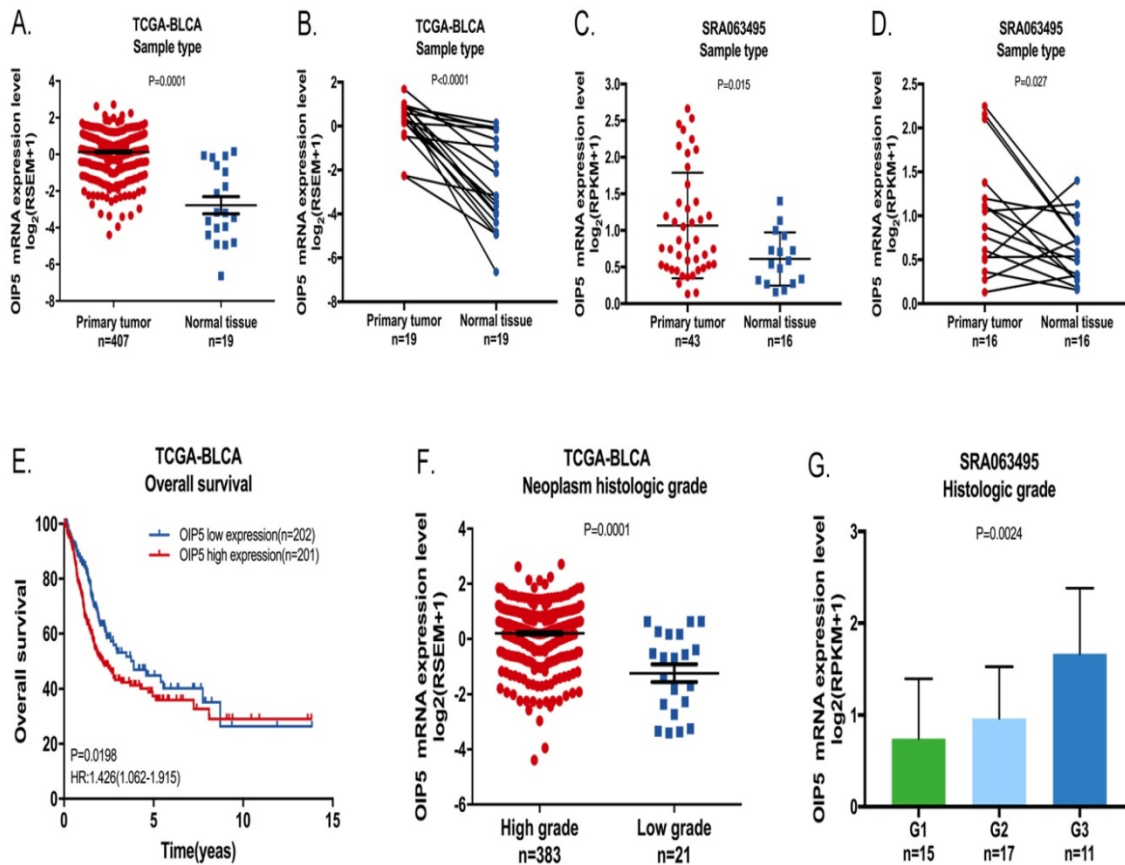 A.
TCGA-BLCA
Sample type
P=0.0001
OIP5 mRNA expression level
log2(RSEM+1)
4
2
0
-2
-4
-6
-8
Primary tumor
n=407
Normal tissue
n=19
B.
TCGA-BLCA
Sample type
P<0.0001
OIP5 mRNA expression level
log2(RSEM+1)
2
0
-2
-4
-6
-8
Primary tumor
n=19
Normal tissue
n=19
C.
SRA063495
Sample type
P=0.015
OIP5 mRNA expression level
log2(RPKM+1)
3.0
2.5
2.0
1.5
1.0
0.5
0.0
Primary tumor
n=43
Normal tissue
n=16
D.
SRA063495
Sample type
P=0.027
OIP5 mRNA expression level
log2(RPKM+1)
2.5
2.0
1.5
1.0
0.5
0.0
Primary tumor
n=16
Normal tissue
n=16
E.
TCGA-BLCA
Overall survival
OIP5 low expression(n=202)
OIP5 high expression(n=201)
Overall survival
100
80
60
40
20
0
P=0.0198
HR:1.426(1.062-1.915)
0
5
10
15
Time(yeas)
F.
TCGA-BLCA
Neoplasm histologic grade
P=0.0001
OIP5 mRNA expression level
log2(RSEM+1)
4
2
0
-2
-4
-6
High grade
n=383
Low grade
n=21
G.
SRA063495
Histologic grade
P=0.0024
OIP5 mRNA expression level
log2(RPKM+1)
3
2
1
0
G1
n=15
G2
n=17
G3
n=11